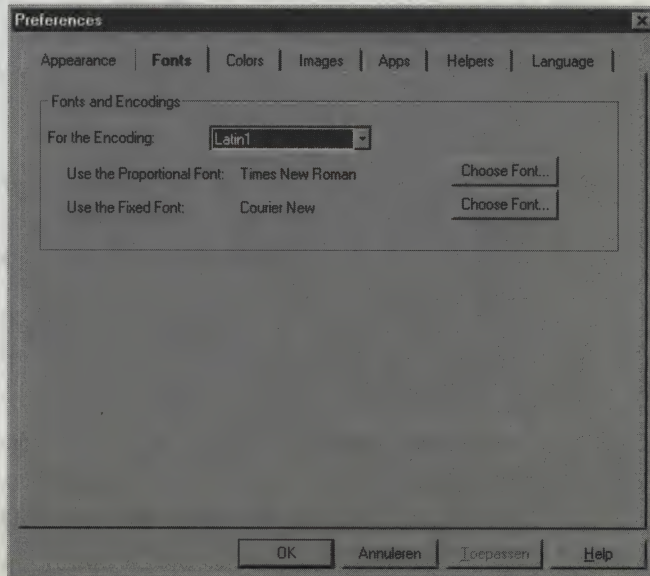 Preferences
Appearance Fonts Colors Images Apps Helpers Language
Fonts and Encodings
For the Encoding: Latin1
Use the Proportional Font: Times New Roman Choose Font...
Use the Fixed Font: Courier New Choose Font...
OK Annuleren Toepassen Help